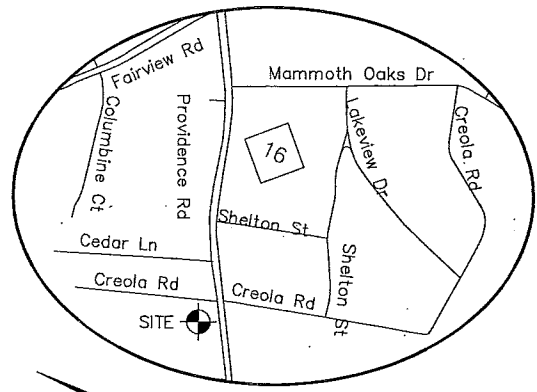 Fairview Rd
Mammoth Oaks Dr
Columbine Ct
Providence Rd
Lakeview Dr
Creola Rd
16
Shelton St
Shelton St
Cedar Ln
Creola Rd
Creola Rd
SITE